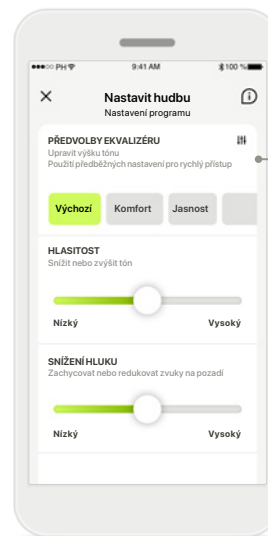 PH 9:41 AM 100 %
Nastavit hudbu
Nastavení programu
PŘEDVOLBY EKVALIZÉRU
Upravit výšku tónu
Použití předběžných nastavení pro rychlý přístup
Výchozí Komfort Jasnost
HLASITOST
Snížit nebo zvýšit tón
Nízký Vysoký
SNÍŽENÍ HLUKU
Zachycovat nebo redukovat zvuky na pozadí
Nízký Vysoký